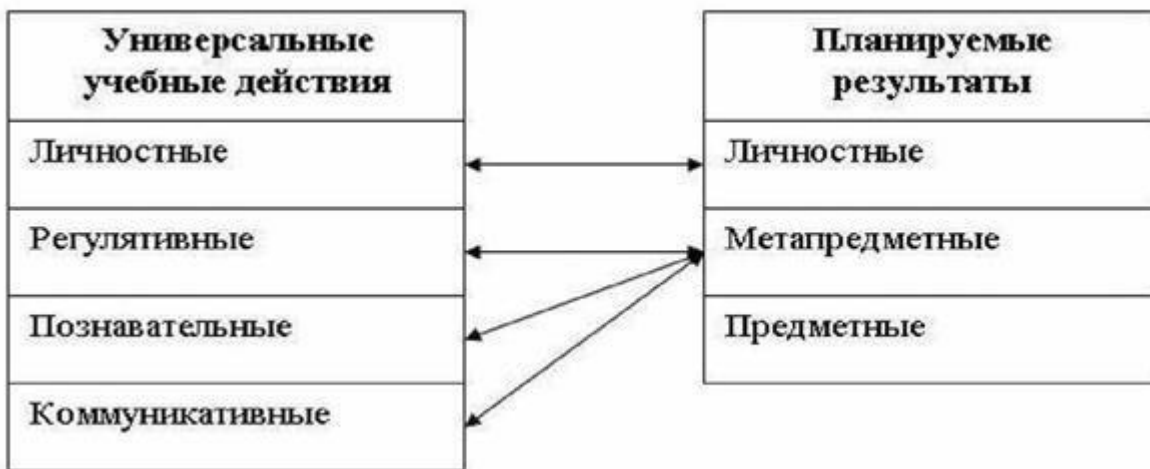 Универсальные
учебные действия
Личностные
Регулятивные
Познавательные
Коммуникативные
Планируемые
результаты
Личностные
Метапредметные
Предметные